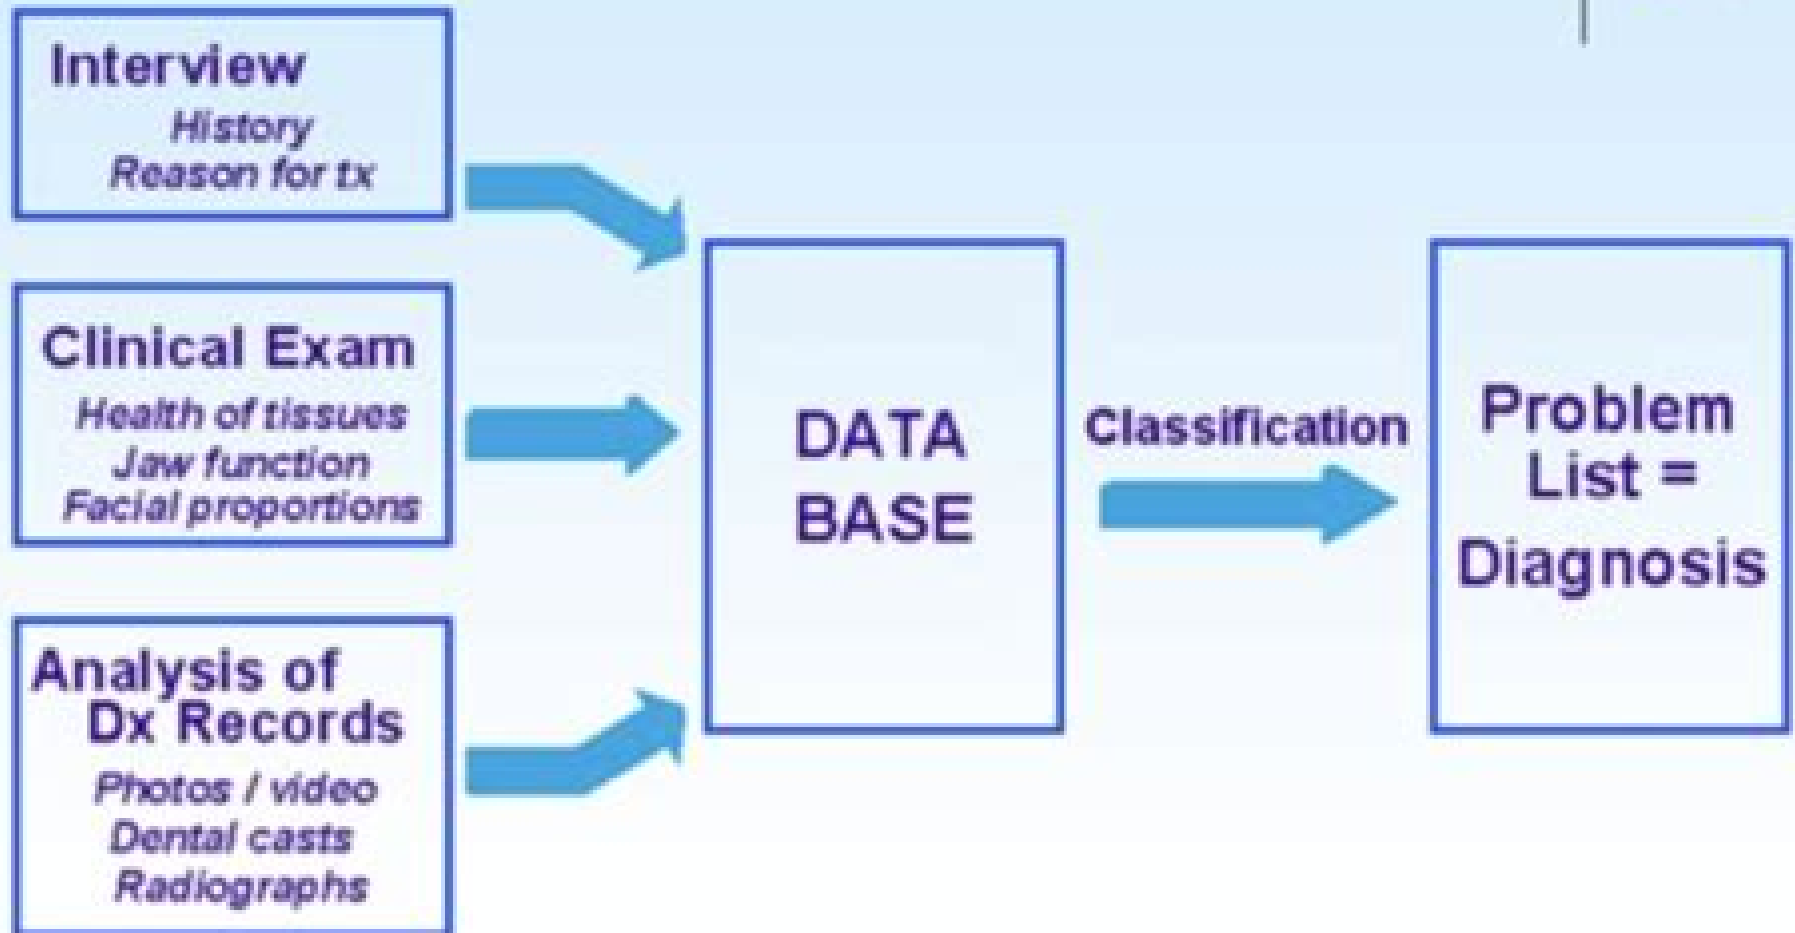 Interview
History
Reason for tx
Clinical Exam
Health of tissues
Jaw function
Facial proportions
Analysis of
Dx Records
Photos / video
Dental casts
Radiographs
DATA
BASE
Classification
Problem
List =
Diagnosis